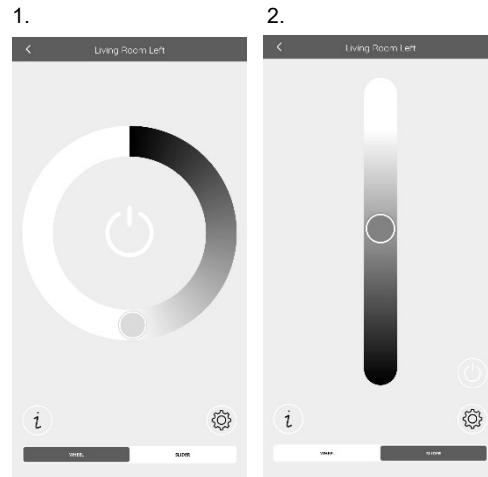 1.
2.
Living Room Left
Living Room Left
i
i
WHEEL
SLIDER
WHEEL
SLIDER